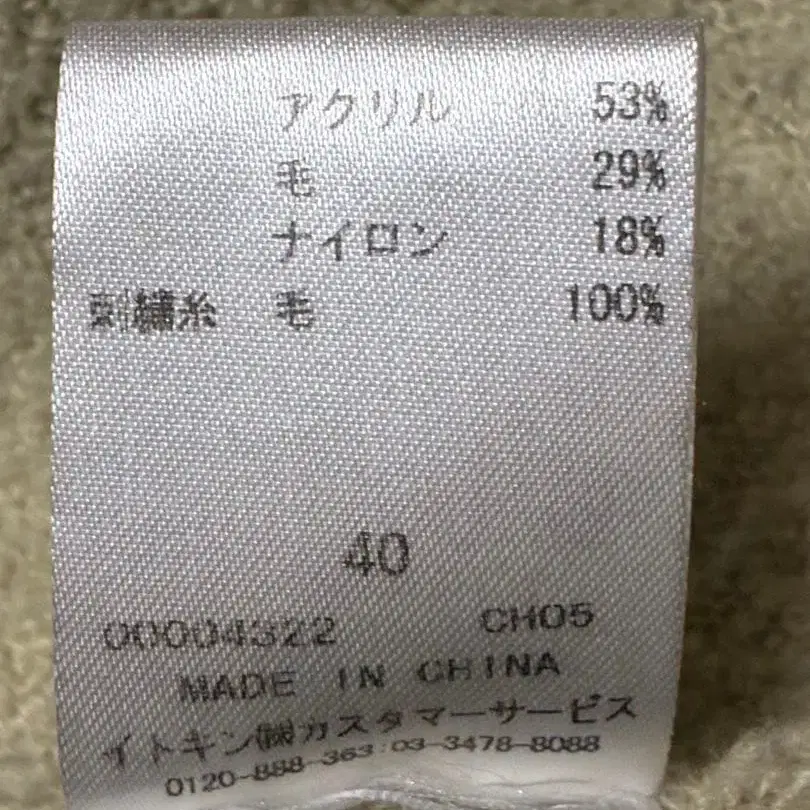 アクリル 53%
毛 29%
ナイロン 18%
刺繍糸 毛 100%
40
00004322 CH05
MADE IN CHINA
イトキン㈱カスタマーサービス
0120-888-363:03-3478-8088